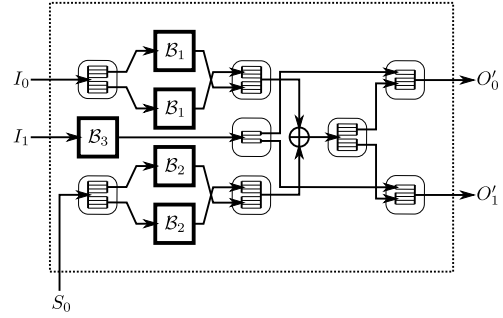 I₀ 𝓑₁ O′₀
𝓑₁
I₁ 𝓑₃
𝓑₂ O′₁
𝓑₂
S₀